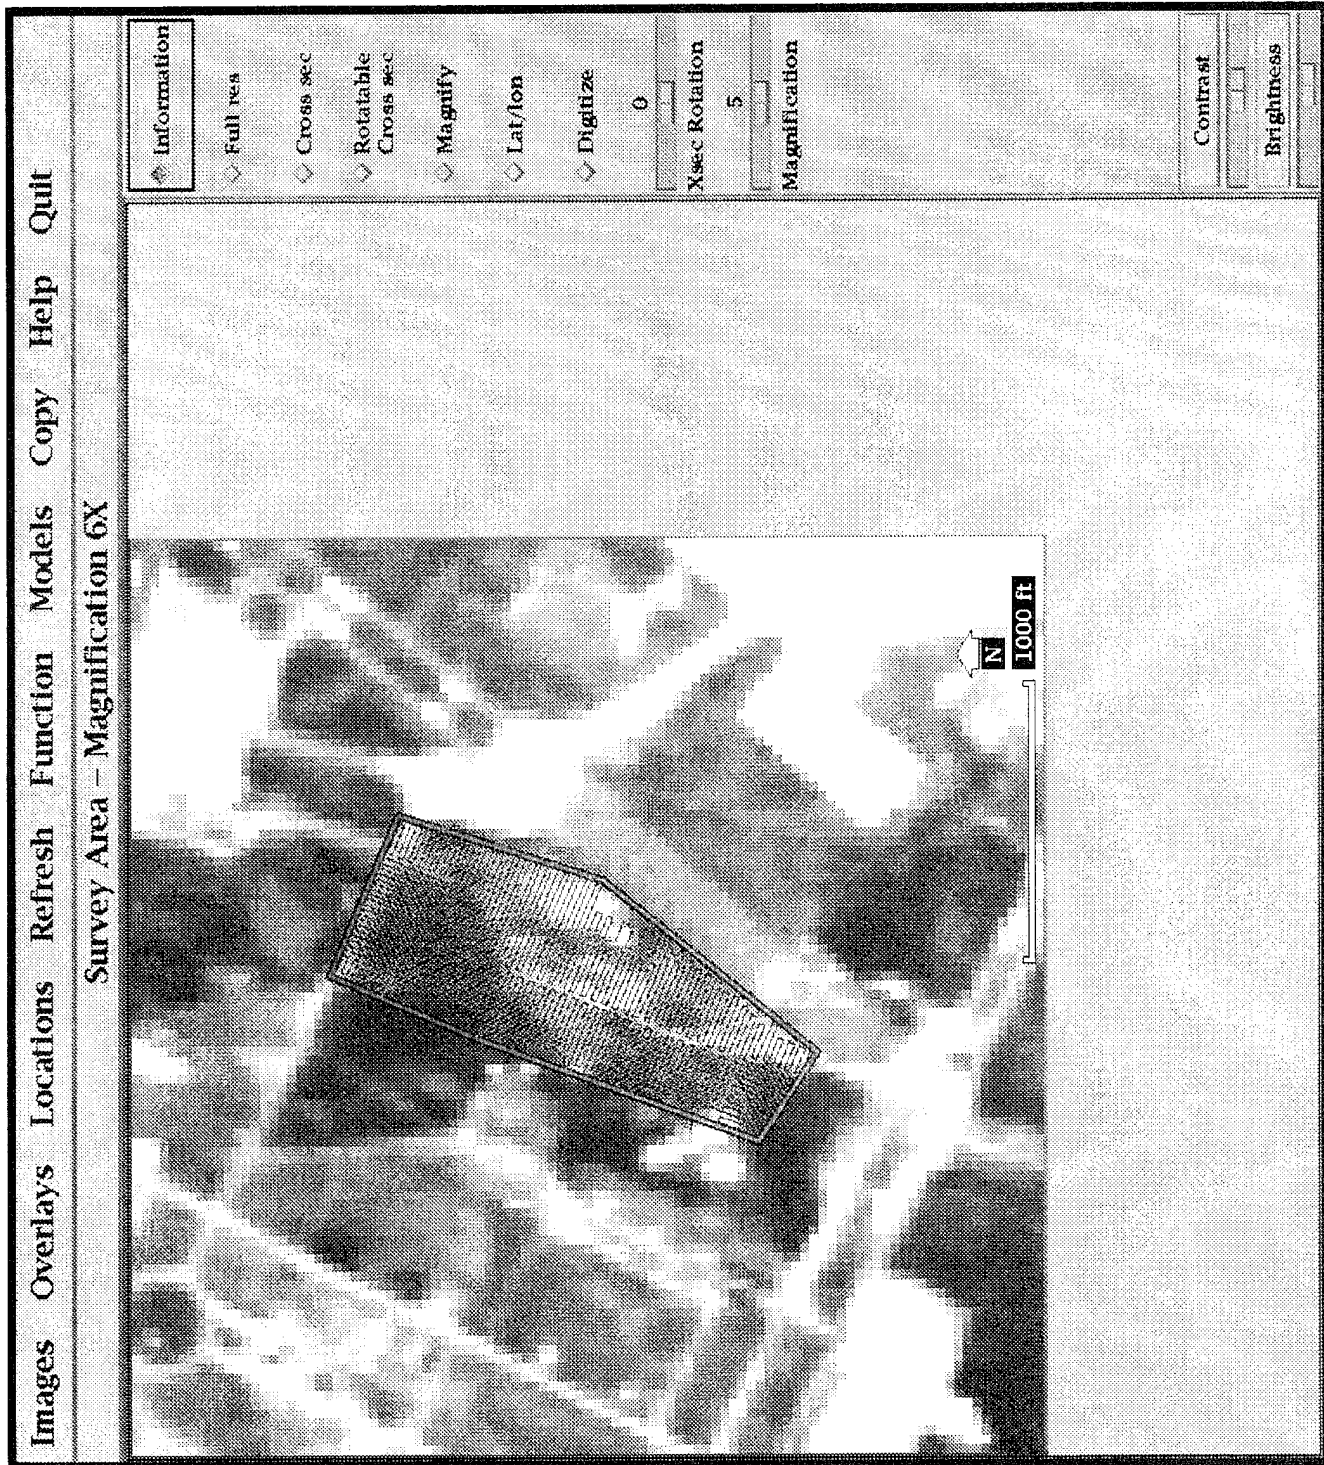 Images Overlays Locations Refresh Function Models Copy Help Quit
Survey Area – Magnification 6X
Information
Full res
Cross sec
Rotatable
Cross sec
Magnify
Lat/lon
Digitize
0
Xsec Rotation
5
Magnification
Contrast
Brightness
N
1000 ft